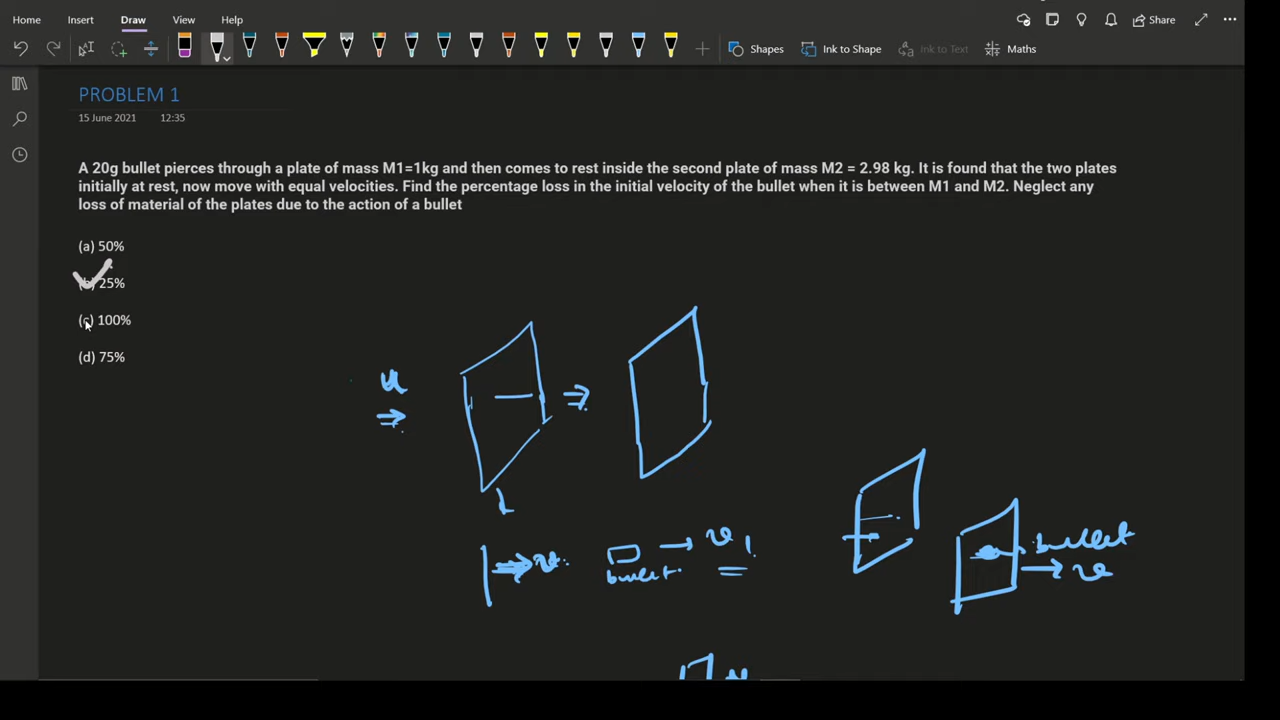 Home Insert Draw View Help
Share
Shapes Ink to Shape Ink to Text Maths
PROBLEM 1
15 June 2021 12:35
A 20g bullet pierces through a plate of mass M1=1kg and then comes to rest inside the second plate of mass M2 = 2.98 kg. It is found that the two plates
initially at rest, now move with equal velocities. Find the percentage loss in the initial velocity of the bullet when it is between M1 and M2. Neglect any
loss of material of the plates due to the action of a bullet
(a) 50%
(b) 25%
(c) 100%
(d) 75%
u
v
bullet
v1
bullet
v